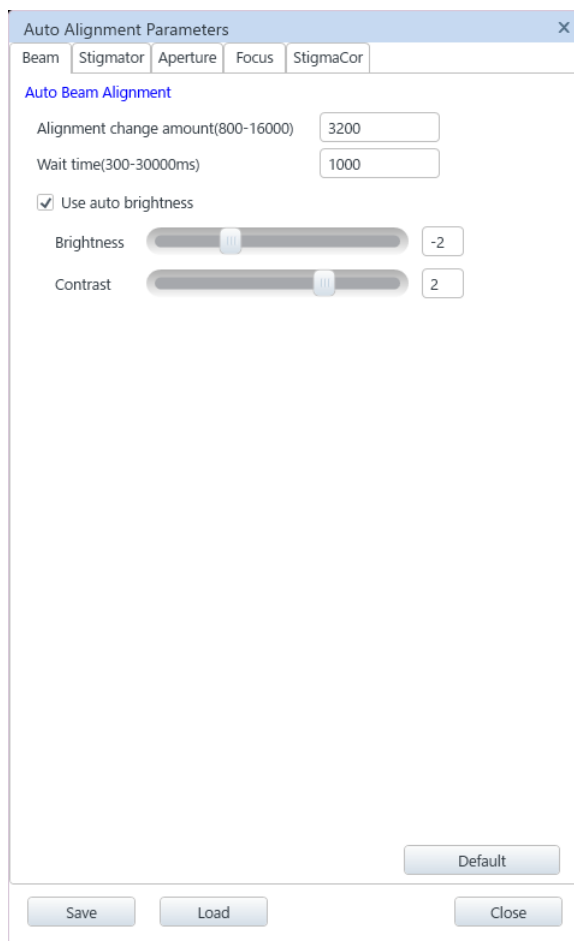 Auto Alignment Parameters
Beam Stigmator Aperture Focus StigmaCor
Auto Beam Alignment
Alignment change amount(800-16000) 3200
Wait time(300-30000ms) 1000
Use auto brightness
Brightness -2
Contrast 2
Default
Save Load Close